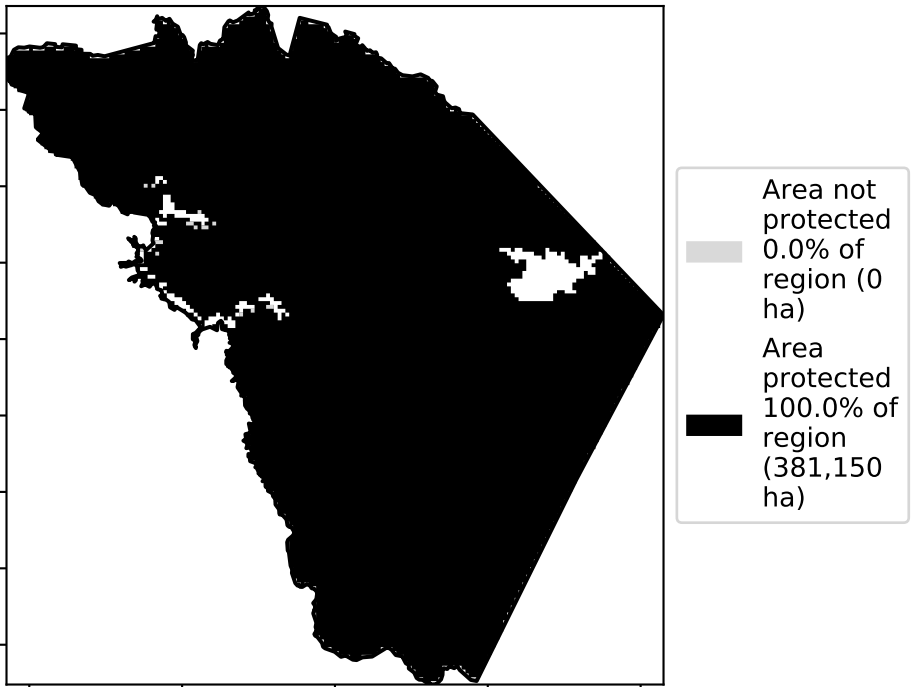 Area not
protected
0.0% of
region (0
ha)
Area
protected
100.0% of
region
(381,150
ha)